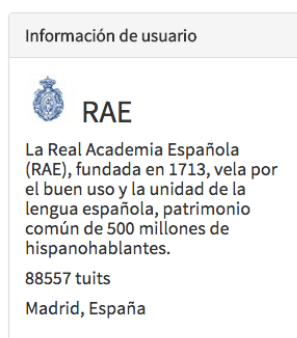 Información de usuario
RAE
La Real Academia Española
(RAE), fundada en 1713, vela por
el buen uso y la unidad de la
lengua española, patrimonio
común de 500 millones de
hispanohablantes.
88557 tuits
Madrid, España